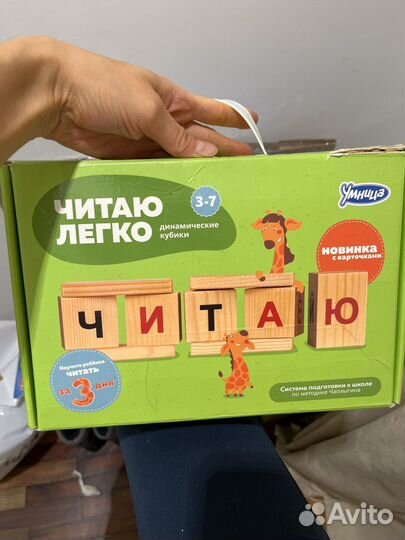 ЧИТАЮ
ЛЕГКО
динамические
кубики
3-7
Умница
НОВИНКА
с карточками
Ч И Т А Ю
Научите ребёнка
читать
за 3 дня
Система подготовки к школе
по методике Чаплыгина
Avito